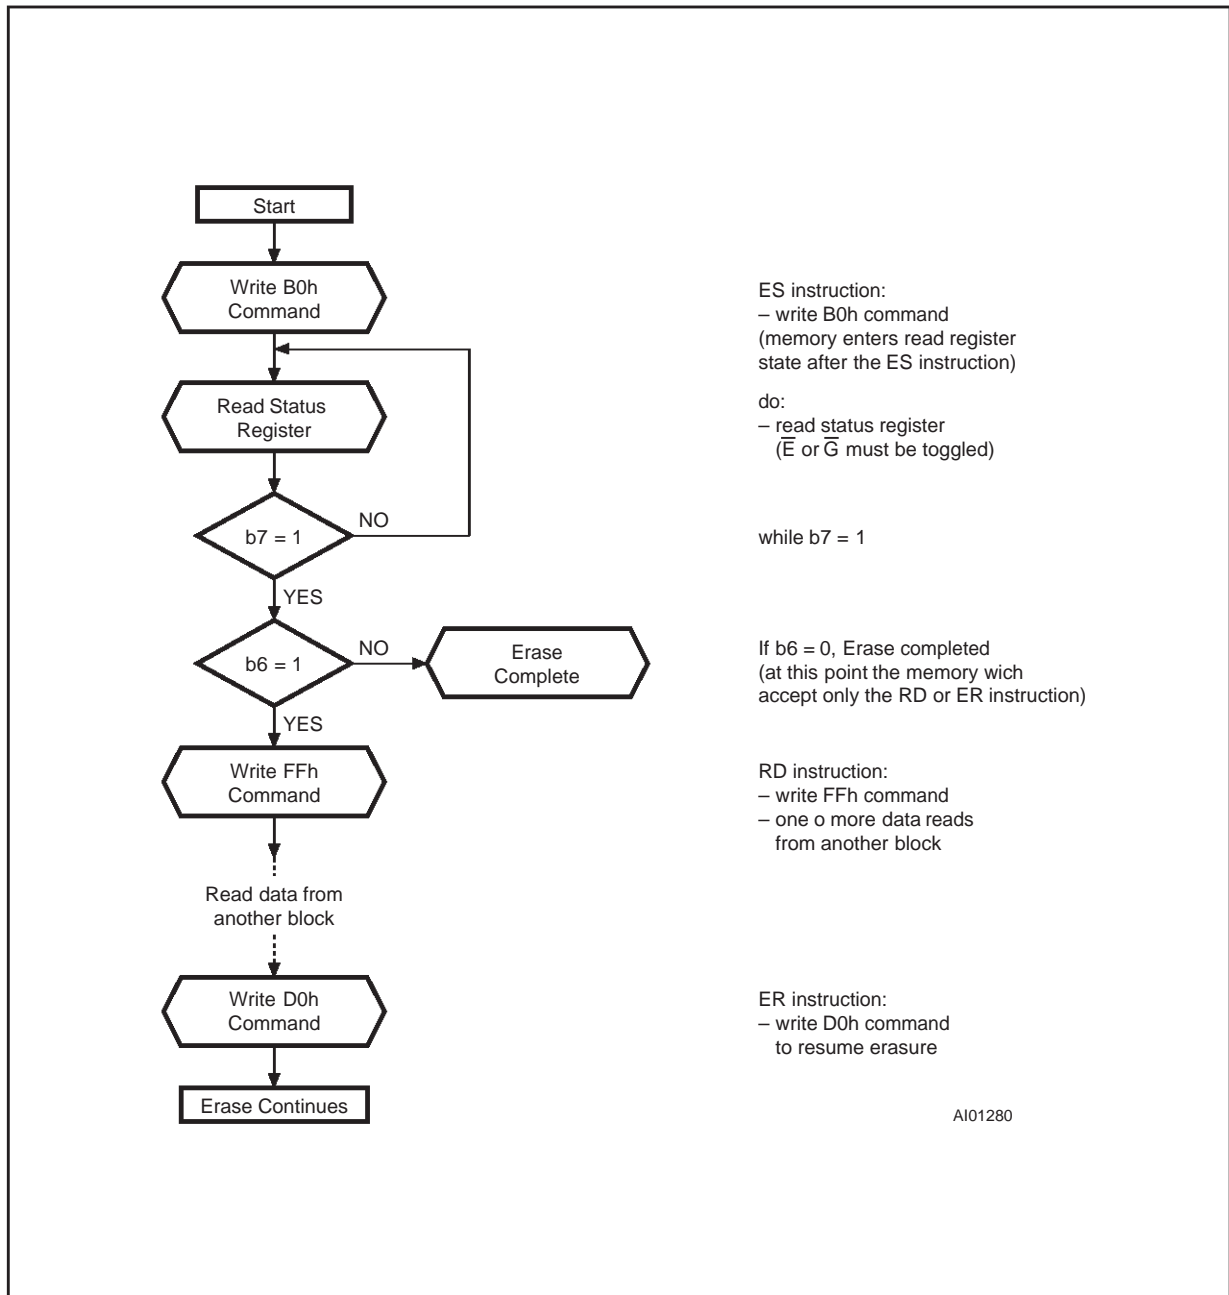 Start
Write B0h
Command
Read Status
Register
b7 = 1
NO
YES
b6 = 1
NO
Erase
Complete
YES
Write FFh
Command
Read data from
another block
Write D0h
Command
Erase Continues
ES instruction:
– write B0h command
(memory enters read register
state after the ES instruction)
do:
– read status register
(E̅ or G̅ must be toggled)
while b7 = 1
If b6 = 0, Erase completed
(at this point the memory wich
accept only the RD or ER instruction)
RD instruction:
– write FFh command
– one o more data reads
from another block
ER instruction:
– write D0h command
to resume erasure
AI01280